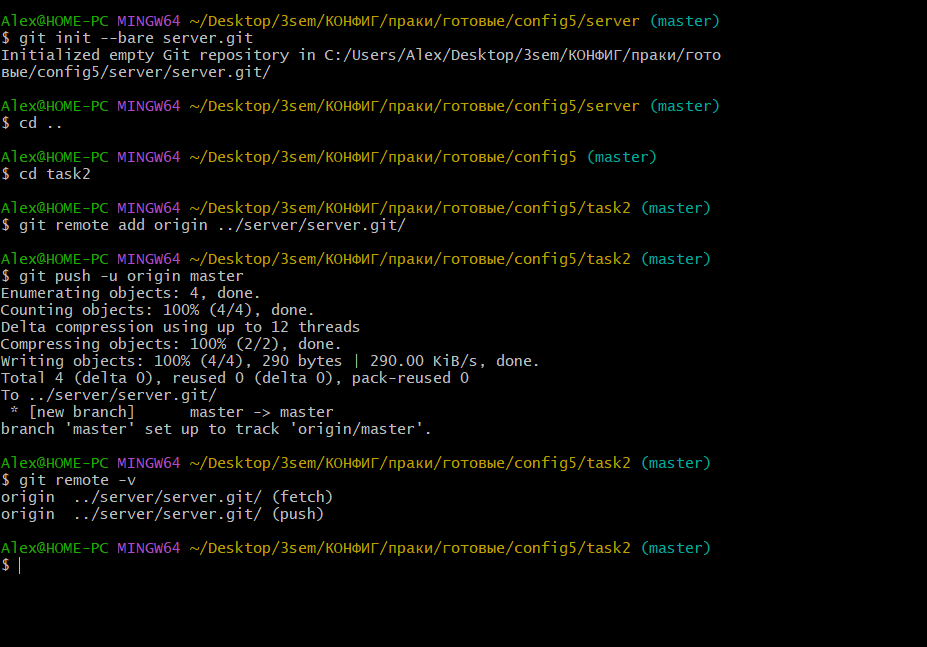 Alex@HOME-PC MINGW64 ~/Desktop/3sem/КОНФИГ/праки/готовые/config5/server (master)
$ git init --bare server.git
Initialized empty Git repository in C:/Users/Alex/Desktop/3sem/КОНФИГ/праки/гото
вые/config5/server/server.git/
Alex@HOME-PC MINGW64 ~/Desktop/3sem/КОНФИГ/праки/готовые/config5/server (master)
$ cd ..
Alex@HOME-PC MINGW64 ~/Desktop/3sem/КОНФИГ/праки/готовые/config5 (master)
$ cd task2
Alex@HOME-PC MINGW64 ~/Desktop/3sem/КОНФИГ/праки/готовые/config5/task2 (master)
$ git remote add origin ../server/server.git/
Alex@HOME-PC MINGW64 ~/Desktop/3sem/КОНФИГ/праки/готовые/config5/task2 (master)
$ git push -u origin master
Enumerating objects: 4, done.
Counting objects: 100% (4/4), done.
Delta compression using up to 12 threads
Compressing objects: 100% (2/2), done.
Writing objects: 100% (4/4), 290 bytes | 290.00 KiB/s, done.
Total 4 (delta 0), reused 0 (delta 0), pack-reused 0
To ../server/server.git/
 * [new branch]      master -> master
branch 'master' set up to track 'origin/master'.
Alex@HOME-PC MINGW64 ~/Desktop/3sem/КОНФИГ/праки/готовые/config5/task2 (master)
$ git remote -v
origin  ../server/server.git/ (fetch)
origin  ../server/server.git/ (push)
Alex@HOME-PC MINGW64 ~/Desktop/3sem/КОНФИГ/праки/готовые/config5/task2 (master)
$